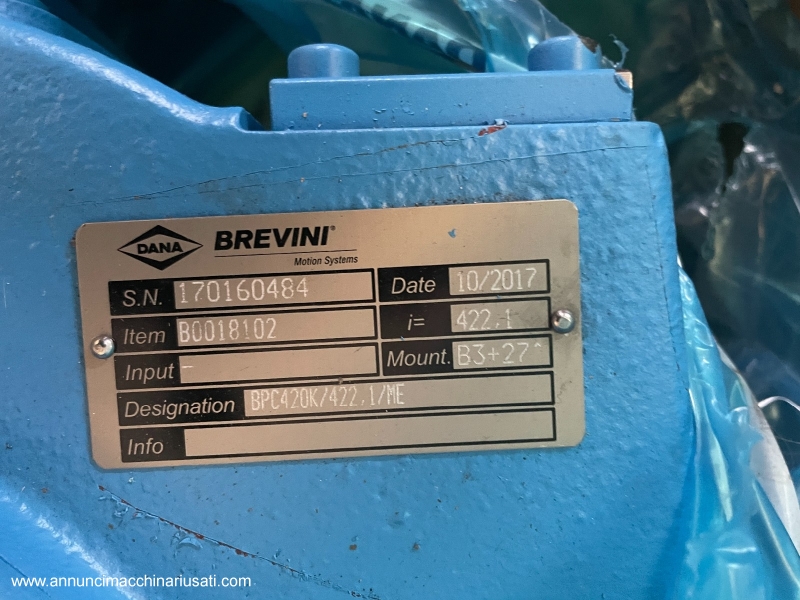 DANA BREVINI®
Motion Systems
S.N. 170160484 Date 10/2017
Item B0018102 i= 422,1
Input - Mount. B3+27°
Designation BPC420K/422,1/ME
Info
www.annuncimacchinariusati.com